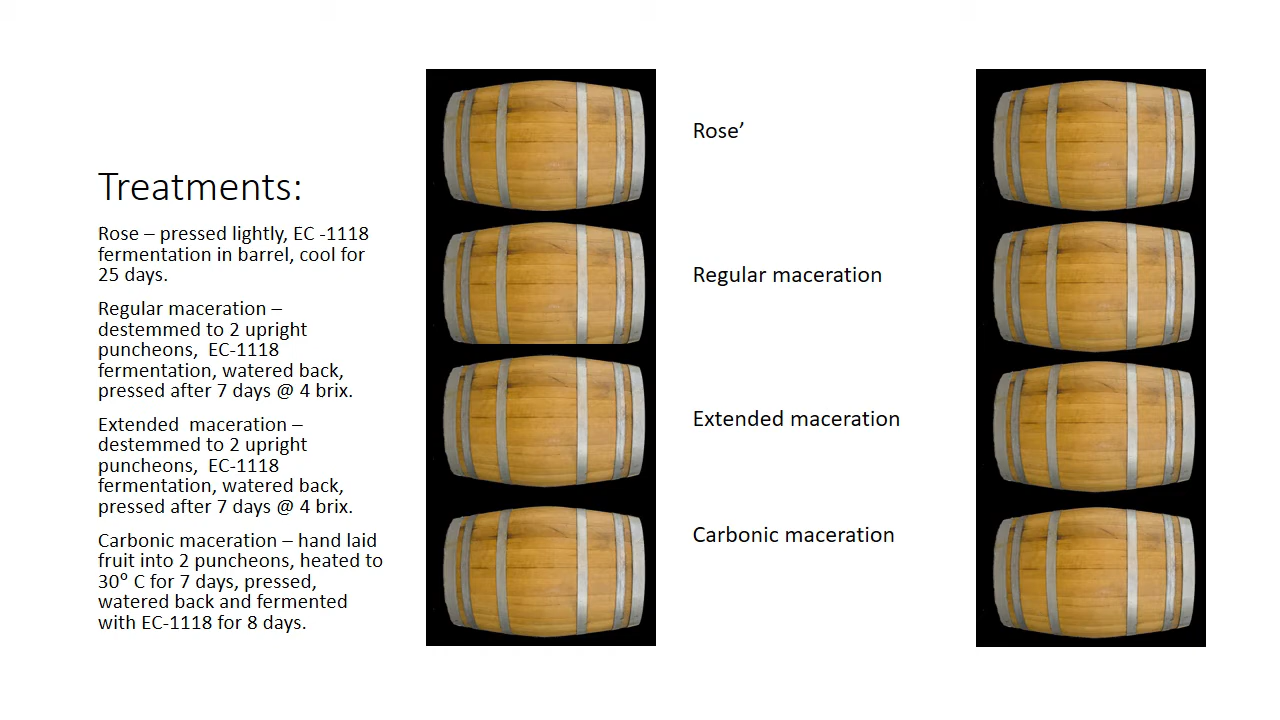 Treatments:
Rose – pressed lightly, EC -1118
fermentation in barrel, cool for
25 days.
Regular maceration –
destemmed to 2 upright
puncheons,  EC-1118
fermentation, watered back,
pressed after 7 days @ 4 brix.
Extended  maceration –
destemmed to 2 upright
puncheons,  EC-1118
fermentation, watered back,
pressed after 7 days @ 4 brix.
Carbonic maceration – hand laid
fruit into 2 puncheons, heated to
30º C for 7 days, pressed,
watered back and fermented
with EC-1118 for 8 days.
Rose’
Regular maceration
Extended maceration
Carbonic maceration